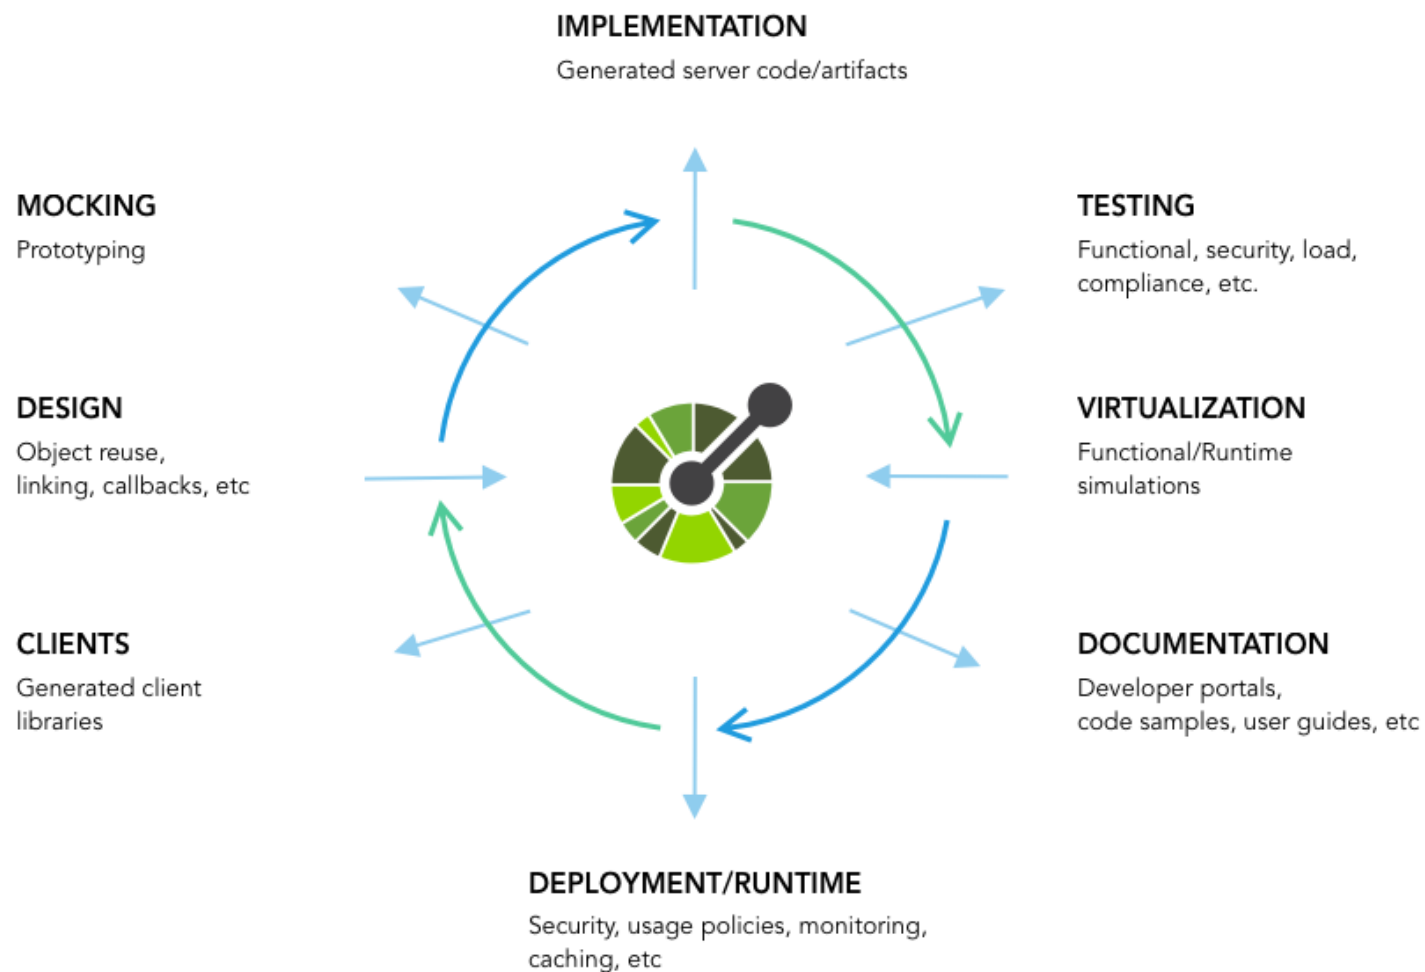 IMPLEMENTATION
Generated server code/artifacts
MOCKING
Prototyping
TESTING
Functional, security, load,
compliance, etc.
DESIGN
Object reuse,
linking, callbacks, etc
VIRTUALIZATION
Functional/Runtime
simulations
CLIENTS
Generated client
libraries
DOCUMENTATION
Developer portals,
code samples, user guides, etc
DEPLOYMENT/RUNTIME
Security, usage policies, monitoring,
caching, etc